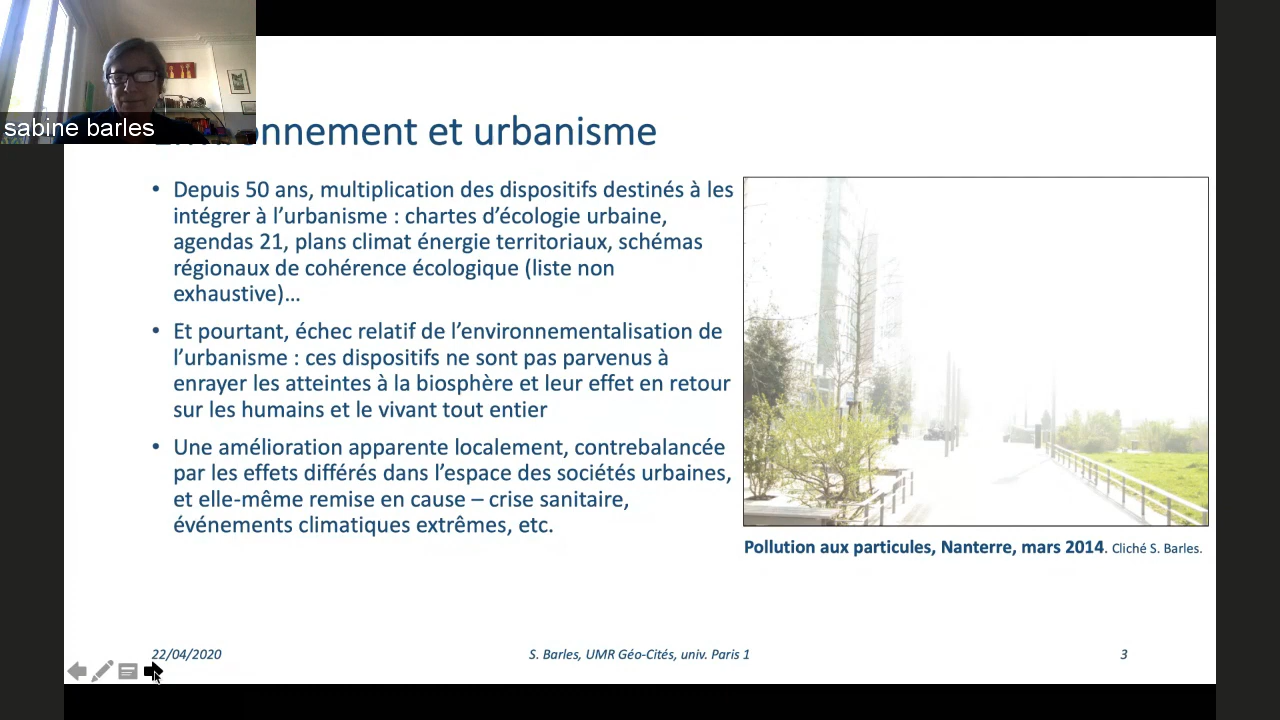 sabine barles
onnement et urbanisme
• Depuis 50 ans, multiplication des dispositifs destinés à les
intégrer à l’urbanisme : chartes d’écologie urbaine,
agendas 21, plans climat énergie territoriaux, schémas
régionaux de cohérence écologique (liste non
exhaustive)…
• Et pourtant, échec relatif de l’environnementalisation de
l’urbanisme : ces dispositifs ne sont pas parvenus à
enrayer les atteintes à la biosphère et leur effet en retour
sur les humains et le vivant tout entier
• Une amélioration apparente localement, contrebalancée
par les effets différés dans l’espace des sociétés urbaines,
et elle-même remise en cause – crise sanitaire,
événements climatiques extrêmes, etc.
Pollution aux particules, Nanterre, mars 2014. Cliché S. Barles.
22/04/2020
S. Barles, UMR Géo-Cités, univ. Paris 1
3